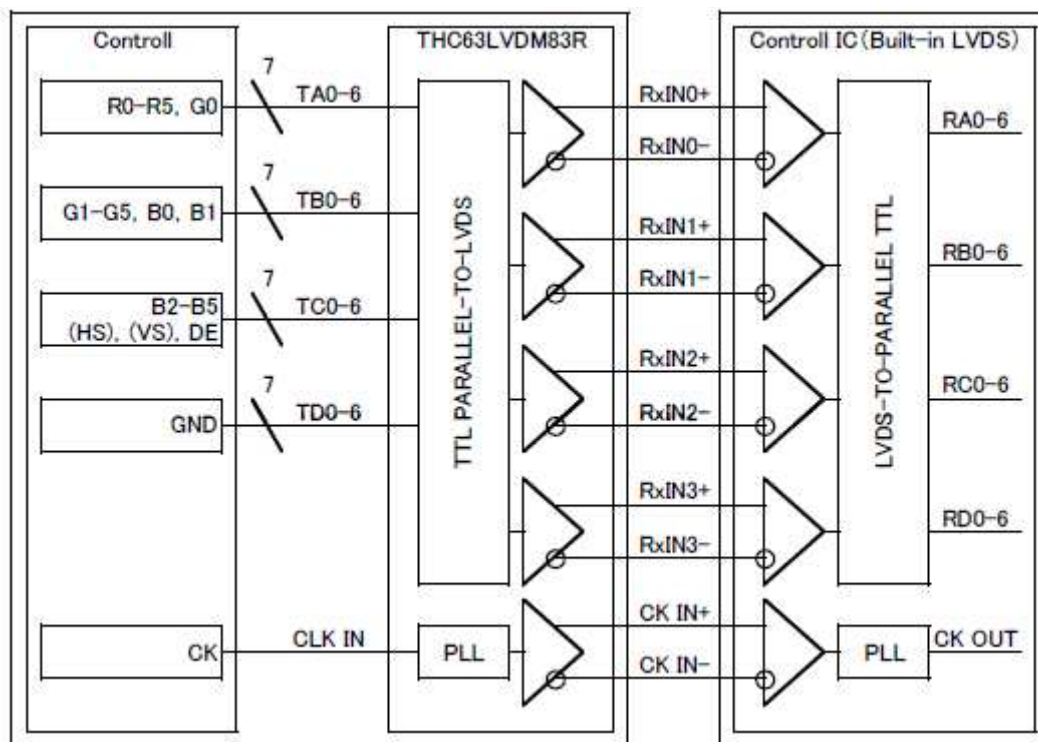 Controll
THC63LVDM83R
Controll IC(Built-in LVDS)
R0-R5, G0
7
TA0-6
RxIN0+
RxIN0-
RA0-6
G1-G5, B0, B1
7
TB0-6
RxIN1+
RxIN1-
RB0-6
B2-B5
(HS), (VS), DE
7
TC0-6
RxIN2+
RxIN2-
RC0-6
GND
7
TD0-6
RxIN3+
RxIN3-
RD0-6
TTL PARALLEL-TO-LVDS
LVDS-TO-PARALLEL TTL
CK
CLK IN
PLL
CK IN+
CK IN-
PLL
CK OUT